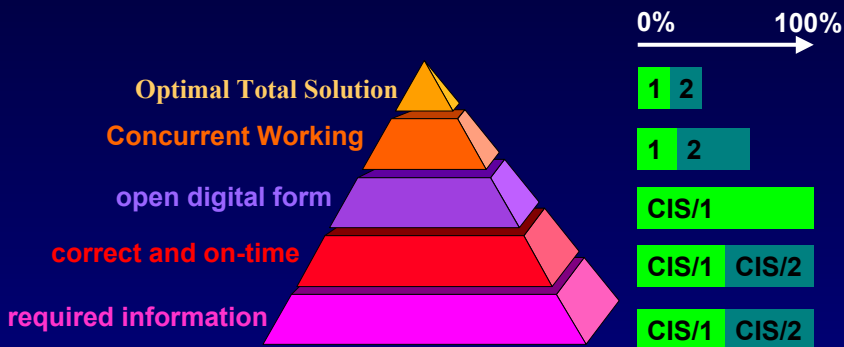 0% 100%
Optimal Total Solution 1 2
Concurrent Working 1 2
open digital form CIS/1
correct and on-time CIS/1 CIS/2
required information CIS/1 CIS/2